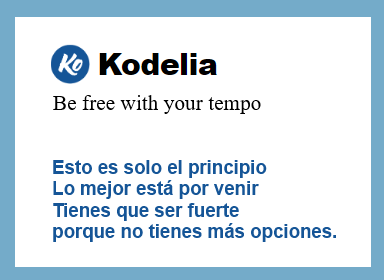 Ko Kodelia
Be free with your tempo
Esto es solo el principio
Lo mejor está por venir
Tienes que ser fuerte
porque no tienes más opciones.